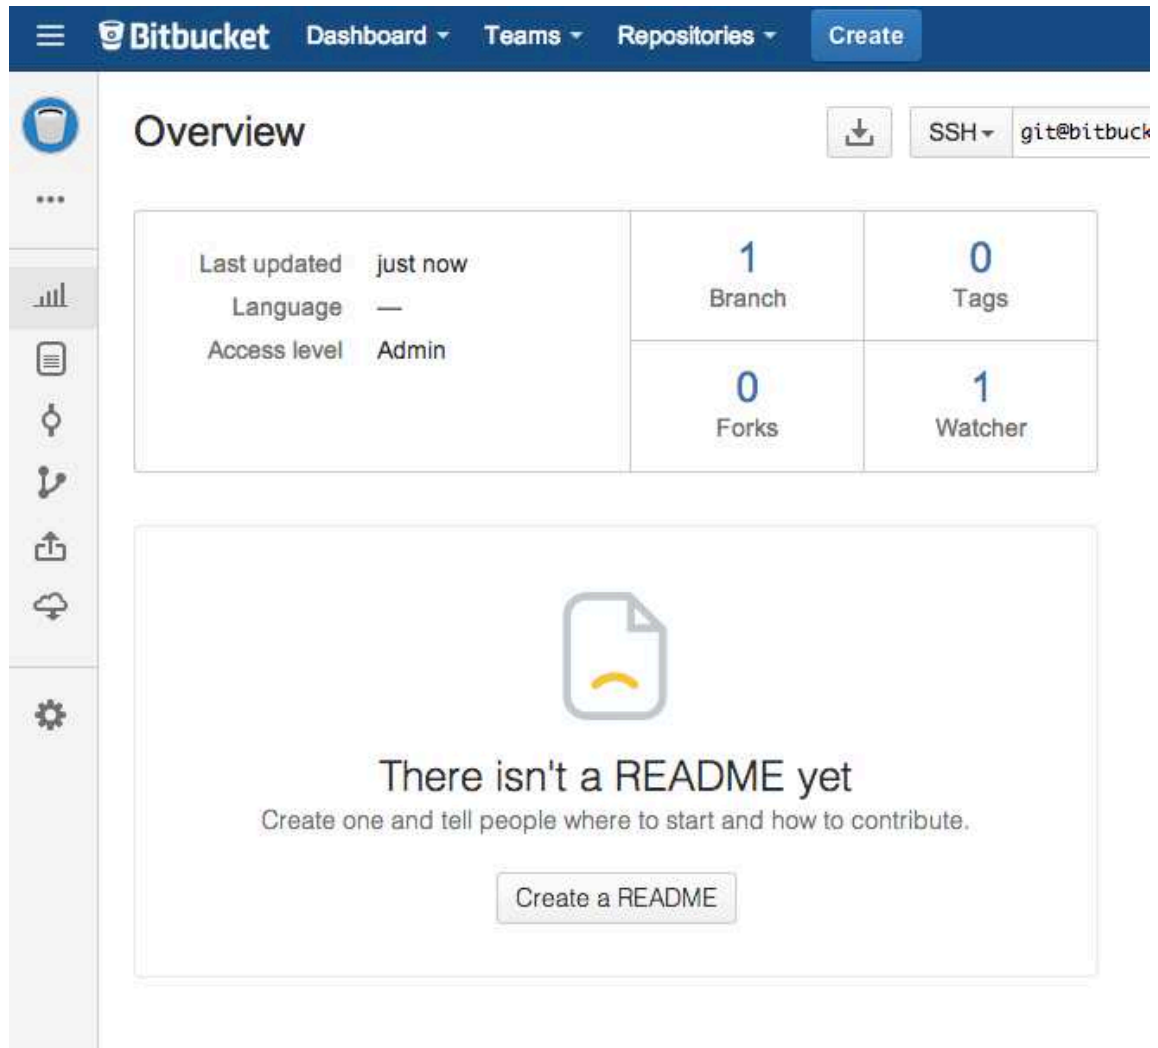 Bitbucket Dashboard Teams Repositories Create
Overview
SSH git@bitbuck
Last updated just now
Language —
Access level Admin
1
Branch
0
Tags
0
Forks
1
Watcher
There isn't a README yet
Create one and tell people where to start and how to contribute.
Create a README